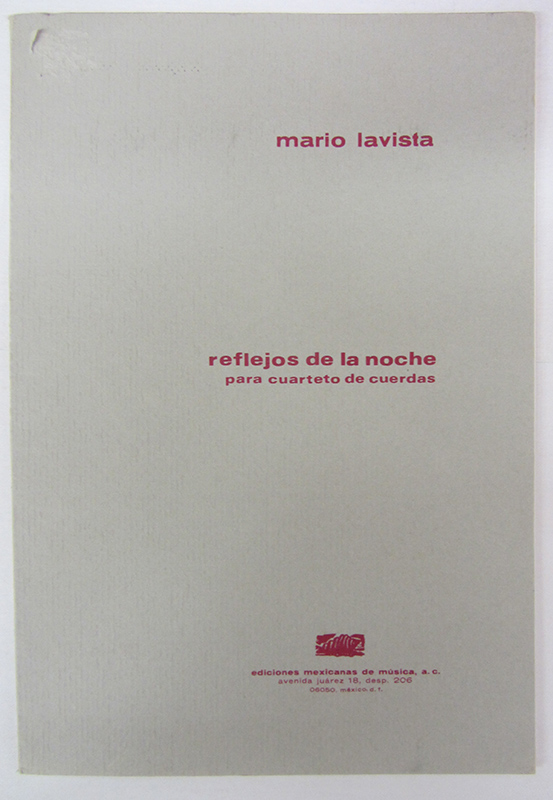 mario lavista
reflejos de la noche
para cuarteto de cuerdas
ediciones mexicanas de música, a. c.
avenida juárez 18, desp. 206
06050, méxico d. f.